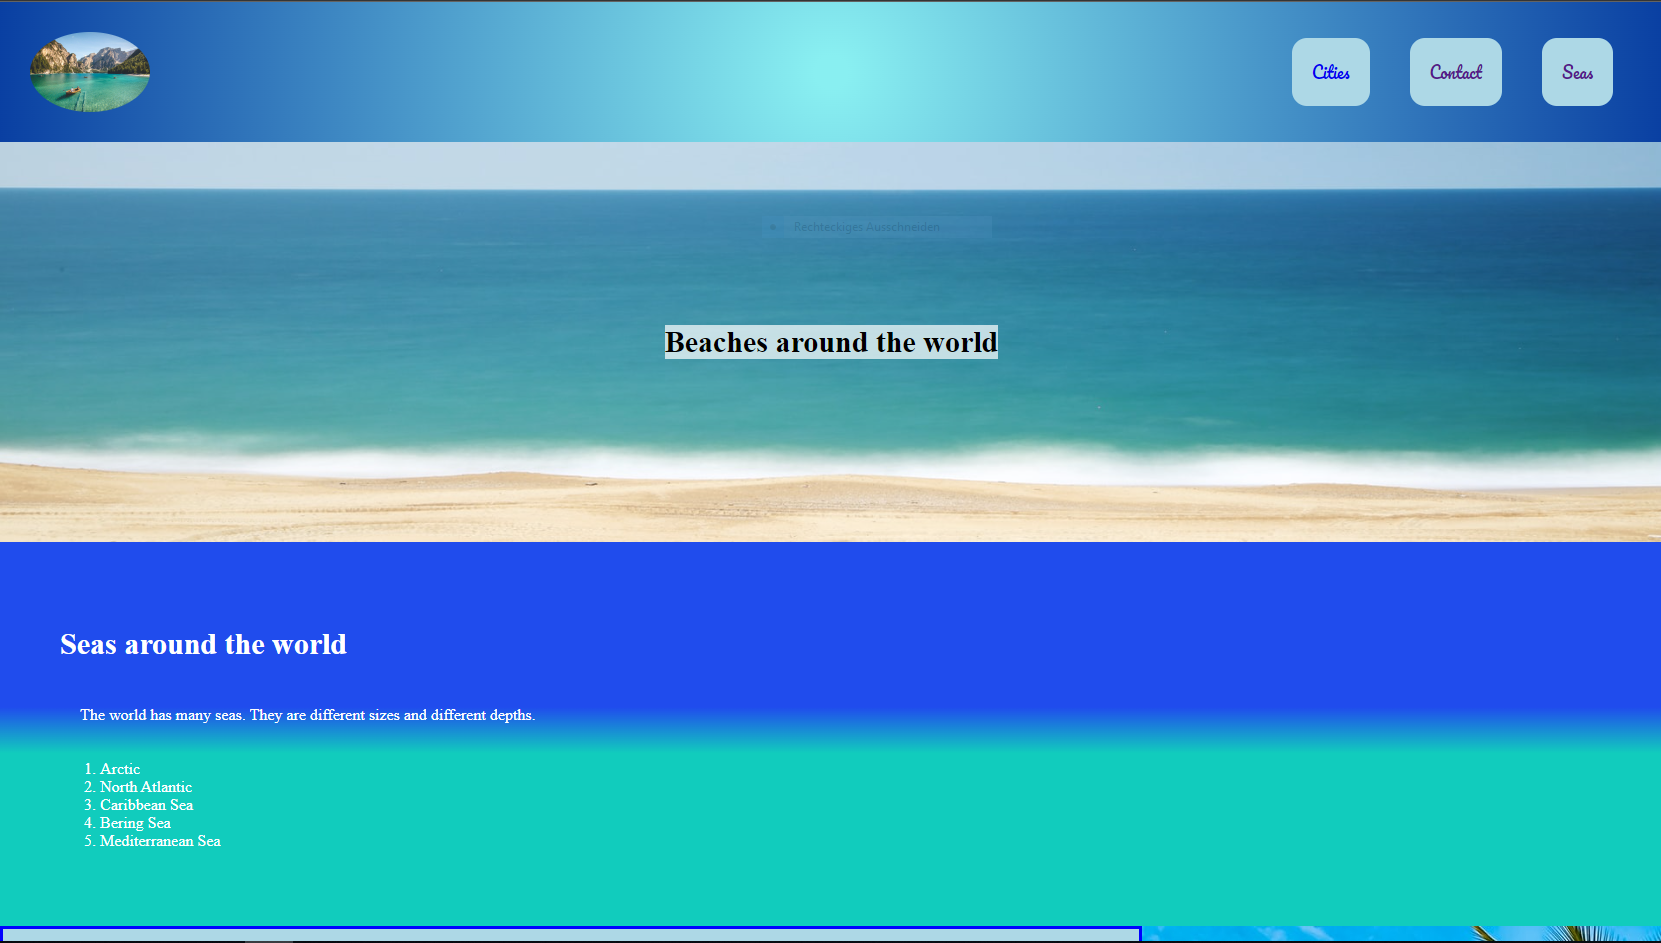 Cities
Contact
Seas
Rechteckiges Ausschneiden
Beaches around the world
Seas around the world
The world has many seas. They are different sizes and different depths.
1. Arctic
2. North Atlantic
3. Caribbean Sea
4. Bering Sea
5. Mediterranean Sea